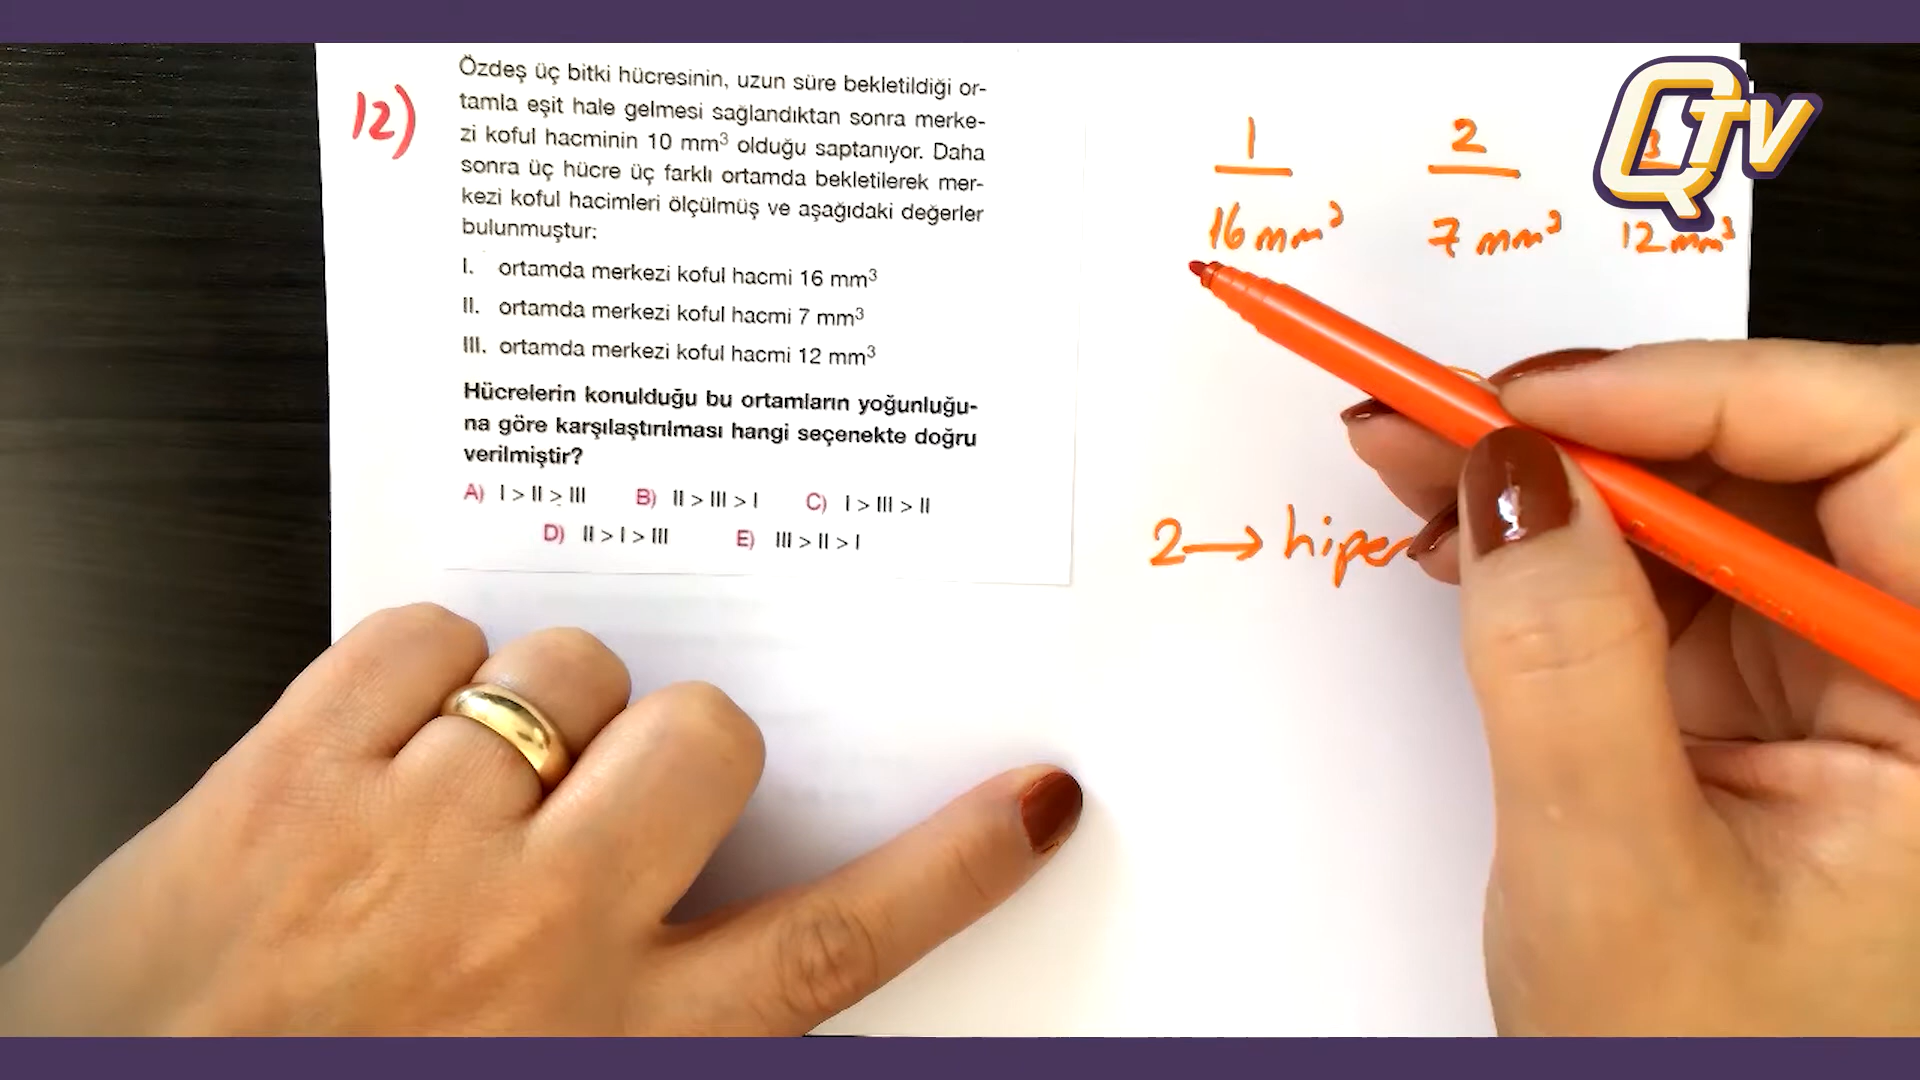 12)
Özdeş üç bitki hücresinin, uzun süre bekletildiği or-
tamla eşit hale gelmesi sağlandıktan sonra merke-
zi koful hacminin 10 mm³ olduğu saptanıyor. Daha
sonra üç hücre üç farklı ortamda bekletilerek mer-
kezi koful hacimleri ölçülmüş ve aşağıdaki değerler
bulunmuştur:
I. ortamda merkezi koful hacmi 16 mm³
II. ortamda merkezi koful hacmi 7 mm³
III. ortamda merkezi koful hacmi 12 mm³
Hücrelerin konulduğu bu ortamların yoğunluğu-
na göre karşılaştırılması hangi seçenekte doğru
verilmiştir?
A) I > II > III B) II > III > I C) I > III > II
D) II > I > III E) III > II > I
1 2 3
16 mm³ 7 mm³ 12 mm³
2 → hiper
QTV